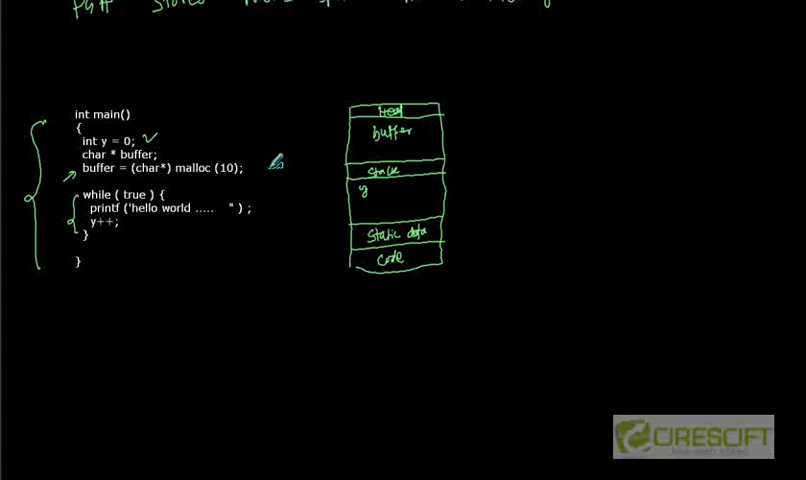 int main()
{
int y = 0;
char * buffer;
buffer = (char*) malloc (10);
while ( true ) {
printf ('hello world ..... " ) ;
y++;
}
}
Heap
buffer
stack
y
Static data
code
CIRESCIFT